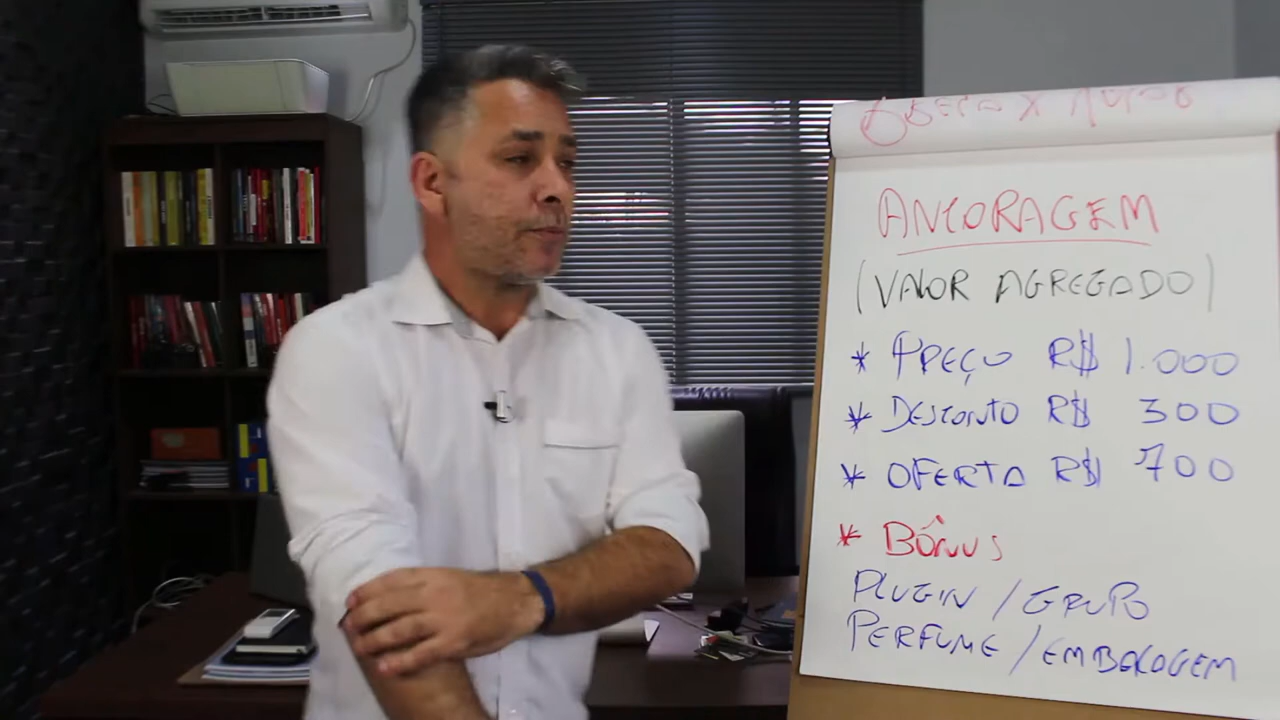 ANCORAGEM
(VALOR AGREGADO)
* PREÇO R$ 1.000
* DESCONTO R$ 300
* OFERTA R$ 700
* BÔNUS
PLUGIN / GRUPO
PERFUME / EMBALAGEM